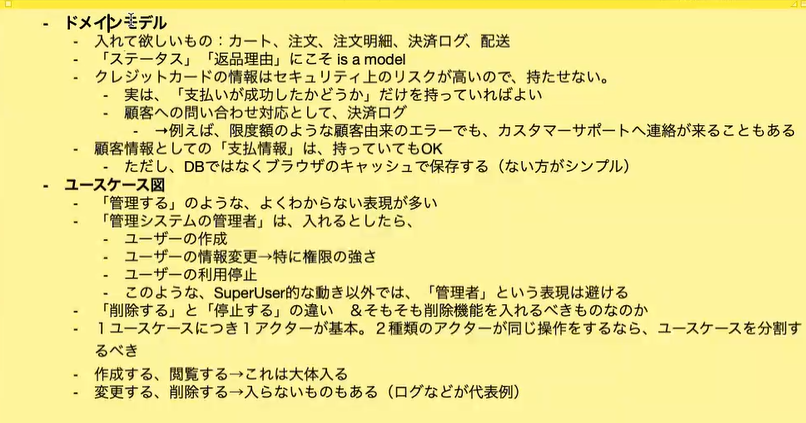 - ドメインモデル
- 入れて欲しいもの：カート、注文、注文明細、決済ログ、配送
- 「ステータス」「返品理由」にこそ is a model
- クレジットカードの情報はセキュリティ上のリスクが高いので、持たせない。
- 実は、「支払いが成功したかどうか」だけを持っていればよい
- 顧客への問い合わせ対応として、決済ログ
- →例えば、限度額のような顧客由来のエラーでも、カスタマーサポートへ連絡が来ることもある
- 顧客情報としての「支払情報」は、持っていてもOK
- ただし、DBではなくブラウザのキャッシュで保存する（ない方がシンプル）
- ユースケース図
- 「管理する」のような、よくわからない表現が多い
- 「管理システムの管理者」は、入れるとしたら、
- ユーザーの作成
- ユーザーの情報変更→特に権限の強さ
- ユーザーの利用停止
- このような、SuperUser的な動き以外では、「管理者」という表現は避ける
- 「削除する」と「停止する」の違い　＆そもそも削除機能を入れるべきものなのか
- １ユースケースにつき１アクターが基本。２種類のアクターが同じ操作をするなら、ユースケースを分割す
るべき
- 作成する、閲覧する→これは大体入る
- 変更する、削除する→入らないものもある（ログなどが代表例）